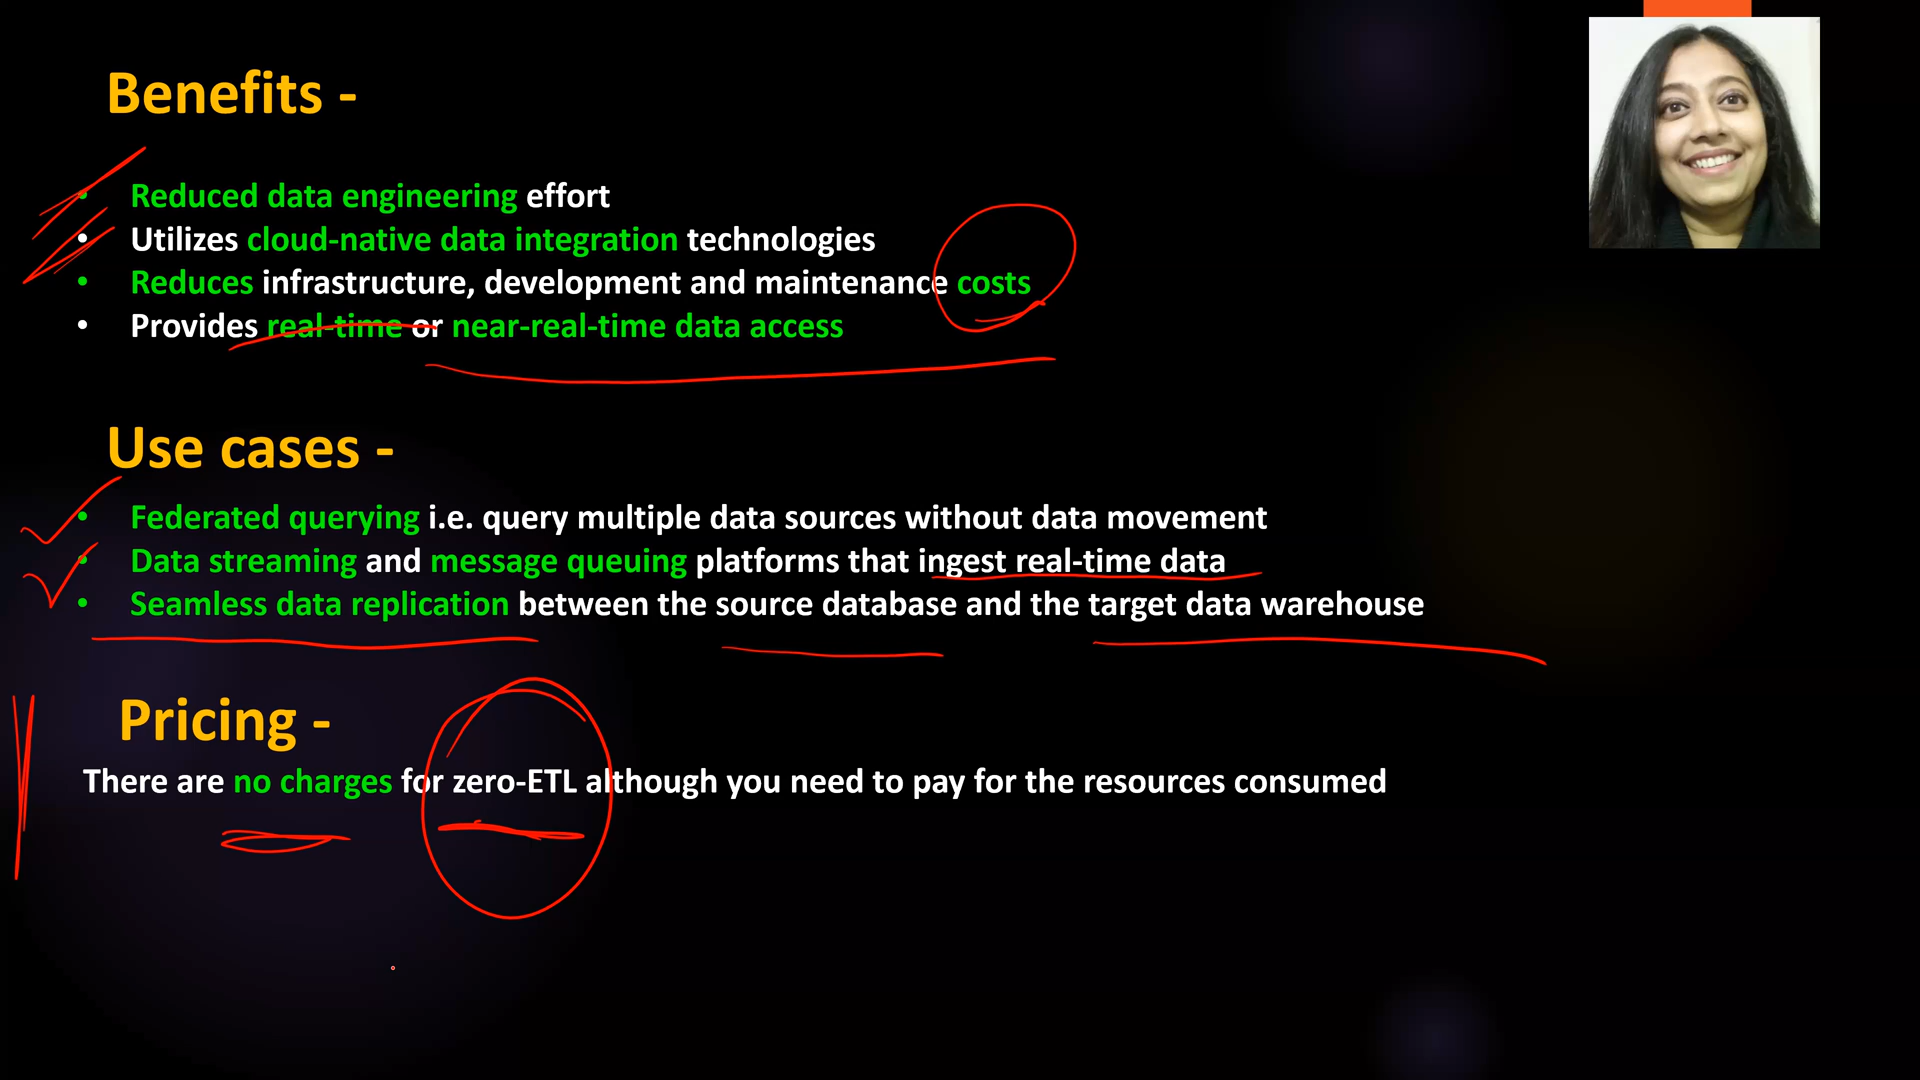 Benefits -
• Reduced data engineering effort
• Utilizes cloud-native data integration technologies
• Reduces infrastructure, development and maintenance costs
• Provides real-time or near-real-time data access
Use cases -
• Federated querying i.e. query multiple data sources without data movement
• Data streaming and message queuing platforms that ingest real-time data
• Seamless data replication between the source database and the target data warehouse
Pricing -
There are no charges for zero-ETL although you need to pay for the resources consumed